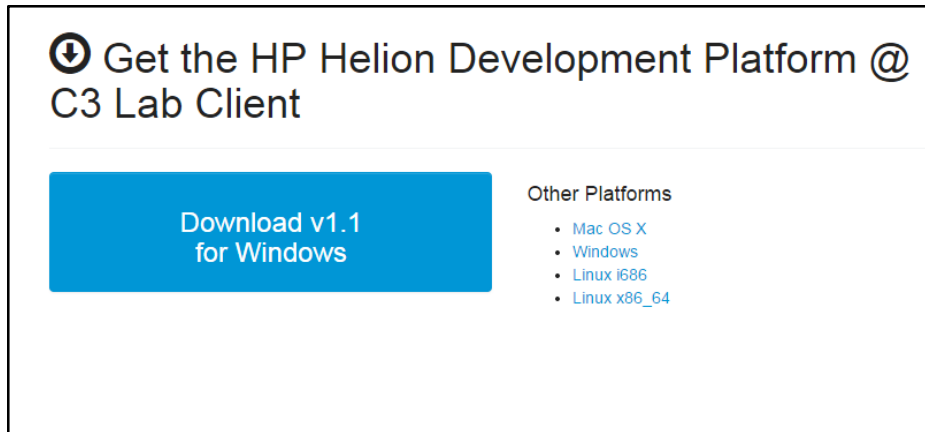 Get the HP Helion Development Platform @
C3 Lab Client
Download v1.1
for Windows
Other Platforms
Mac OS X
Windows
Linux i686
Linux x86_64